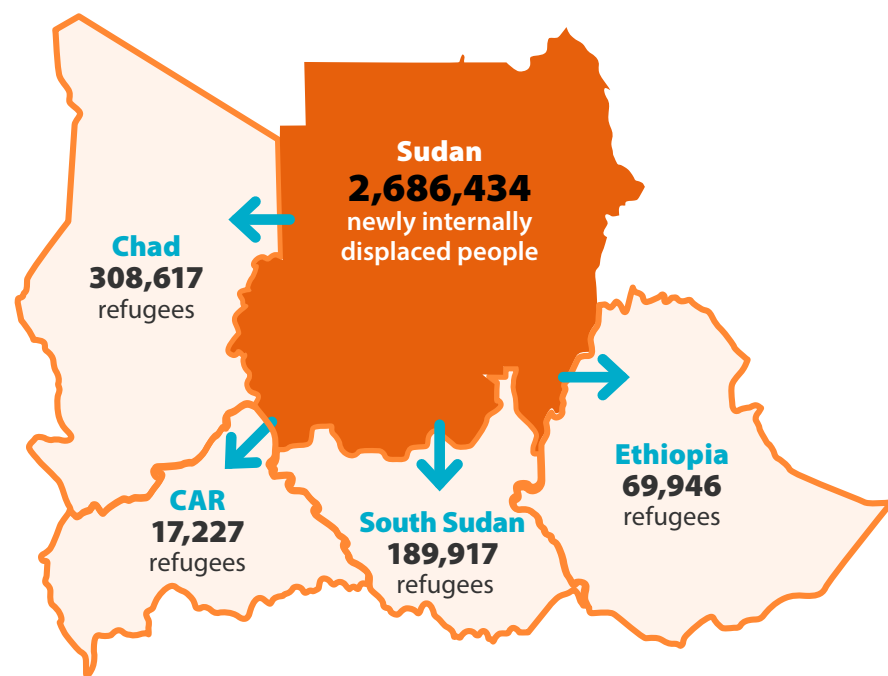 Sudan
2,686,434
newly internally
displaced people
Chad
308,617
refugees
CAR
17,227
refugees
South Sudan
189,917
refugees
Ethiopia
69,946
refugees